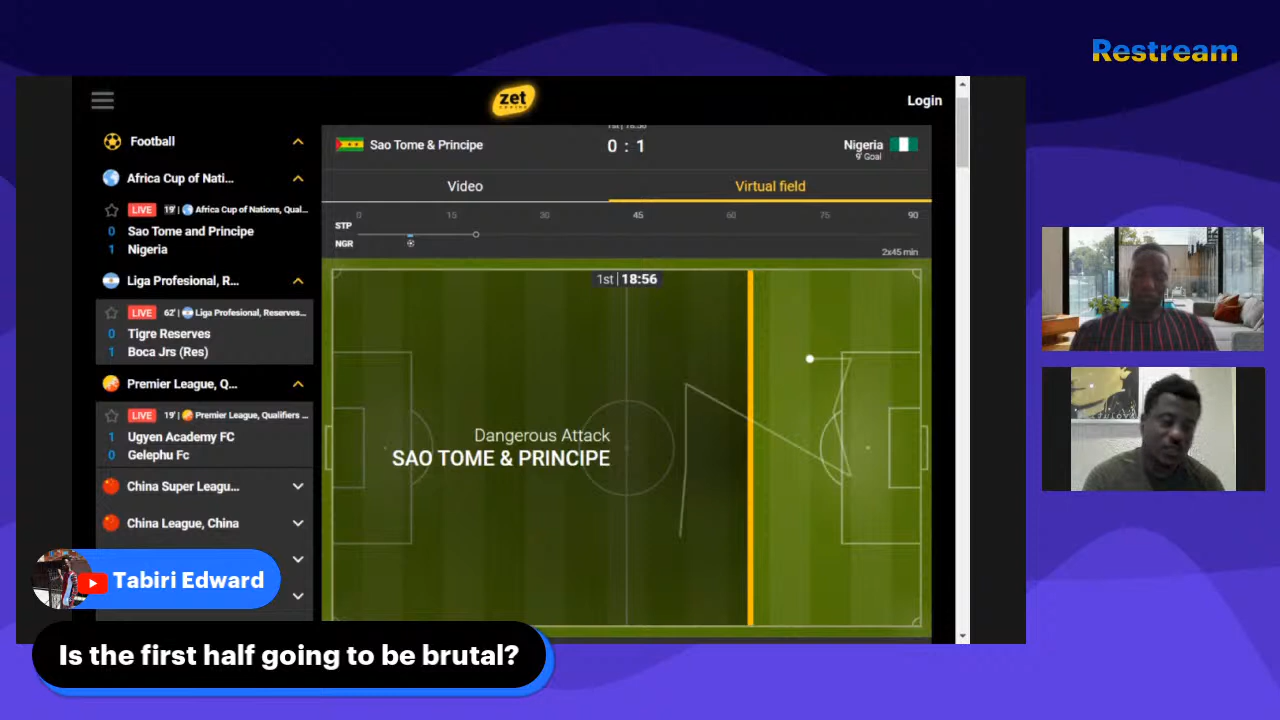 Restream
zet
Login
Football
Africa Cup of Nati...
LIVE 19' | Africa Cup of Nations, Qual...
0 Sao Tome and Principe
1 Nigeria
Liga Profesional, R...
LIVE 62' | Liga Profesional, Reserves...
0 Tigre Reserves
1 Boca Jrs (Res)
Premier League, Q...
LIVE 19' | Premier League, Qualifiers ...
1 Ugyen Academy FC
0 Gelephu Fc
China Super Leagu...
China League, China
1st | 18:56
Sao Tome & Principe 0 : 1 Nigeria
9' Goal
Video Virtual field
0 15 30 45 60 75 90
STP
NGR
2x45 min
1st | 18:56
Dangerous Attack
SAO TOME & PRINCIPE
Tabiri Edward
Is the first half going to be brutal?